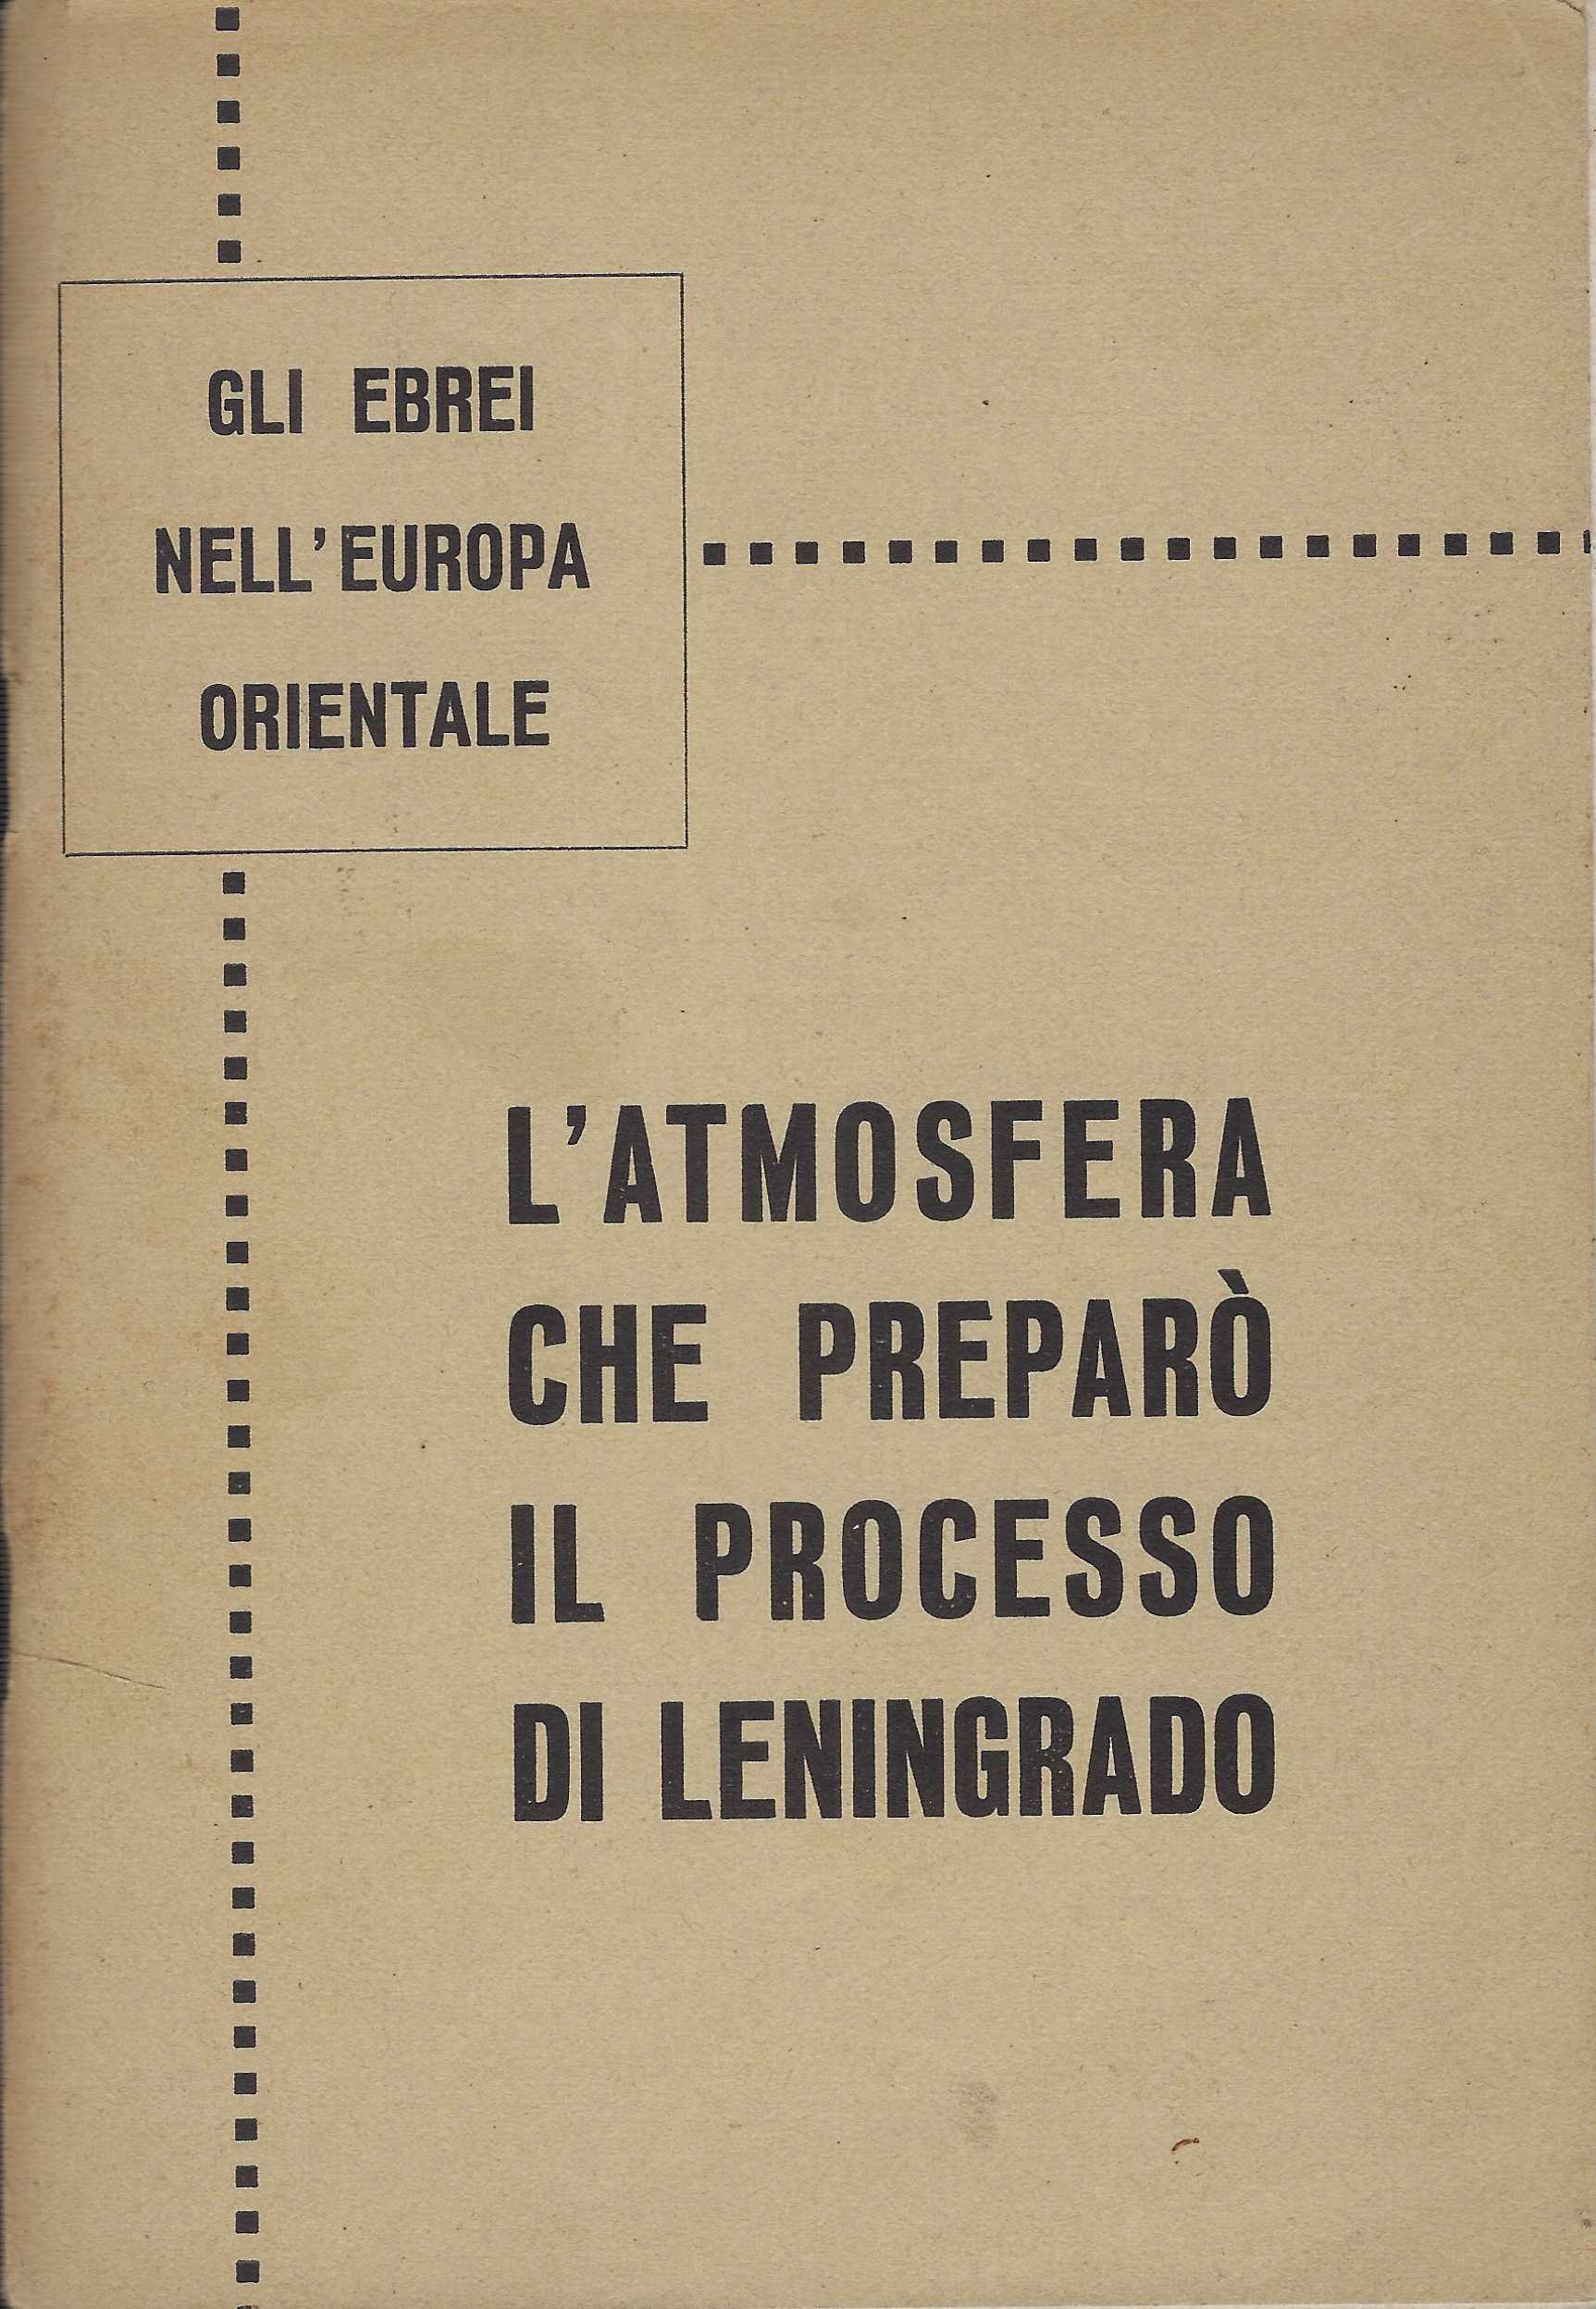 GLI EBREI
NELL'EUROPA
ORIENTALE
L'ATMOSFERA
CHE PREPARÒ
IL PROCESSO
DI LENINGRADO